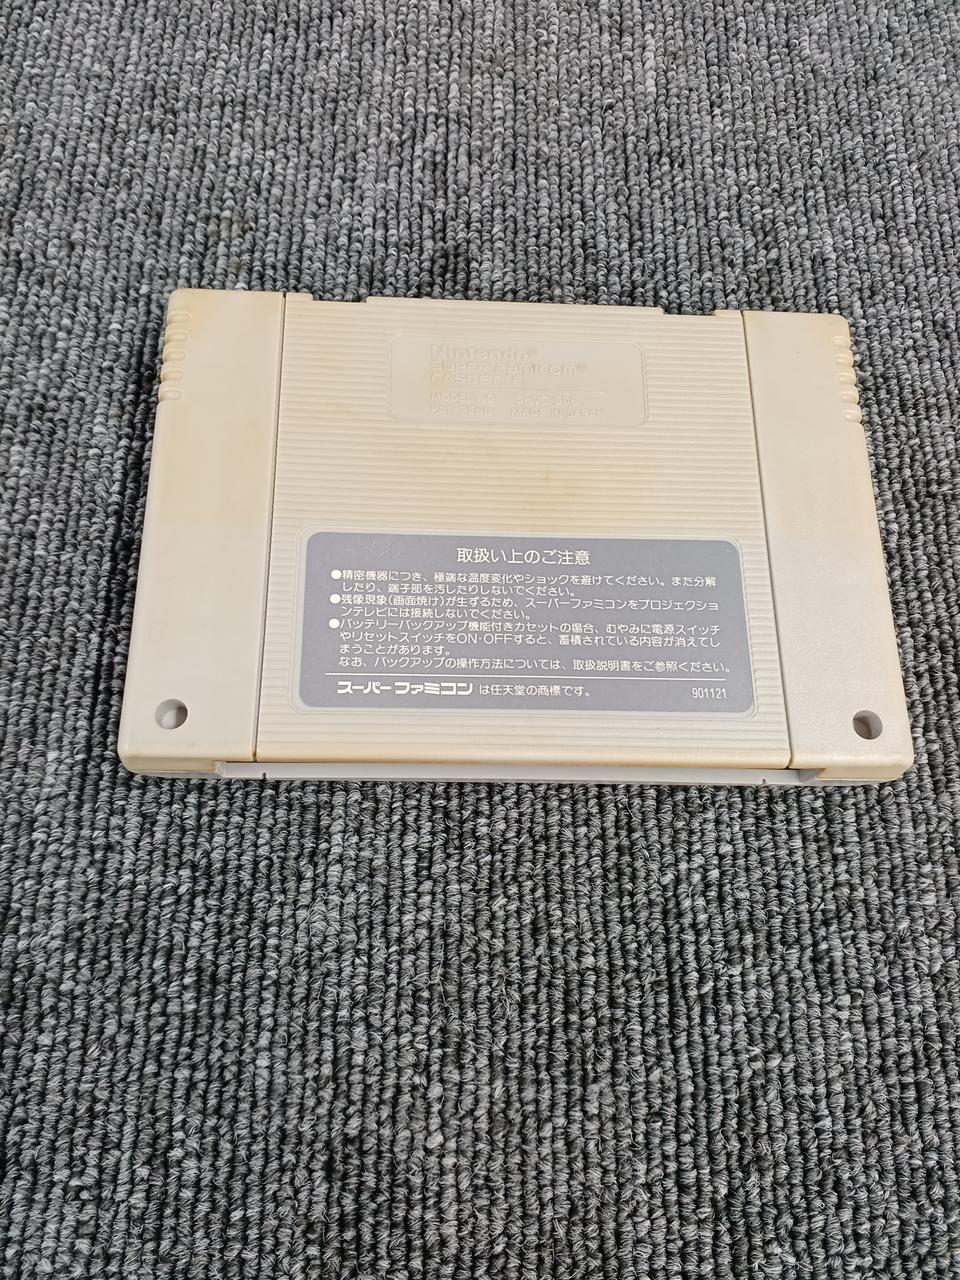 Nintendo®
SUPER Famicom®
CASSETTE
MODEL NO. SHVC-006
PAT. PEND. MADE IN JAPAN
取扱い上のご注意
●精密機器につき、極端な温度変化やショックを避けてください。また分解
したり、端子部を汚したりしないでください。
●残像現象(画面焼け)が生ずるため、スーパーファミコンをプロジェクショ
ンテレビには接続しないでください。
●バッテリーバックアップ機能付きカセットの場合、むやみに電源スイッチ
やリセットスイッチをON・OFFすると、蓄積されている内容が消えてし
まうことがあります。
なお、バックアップの操作方法については、取扱説明書をご参照ください。
スーパーファミコン は任天堂の商標です。 901121